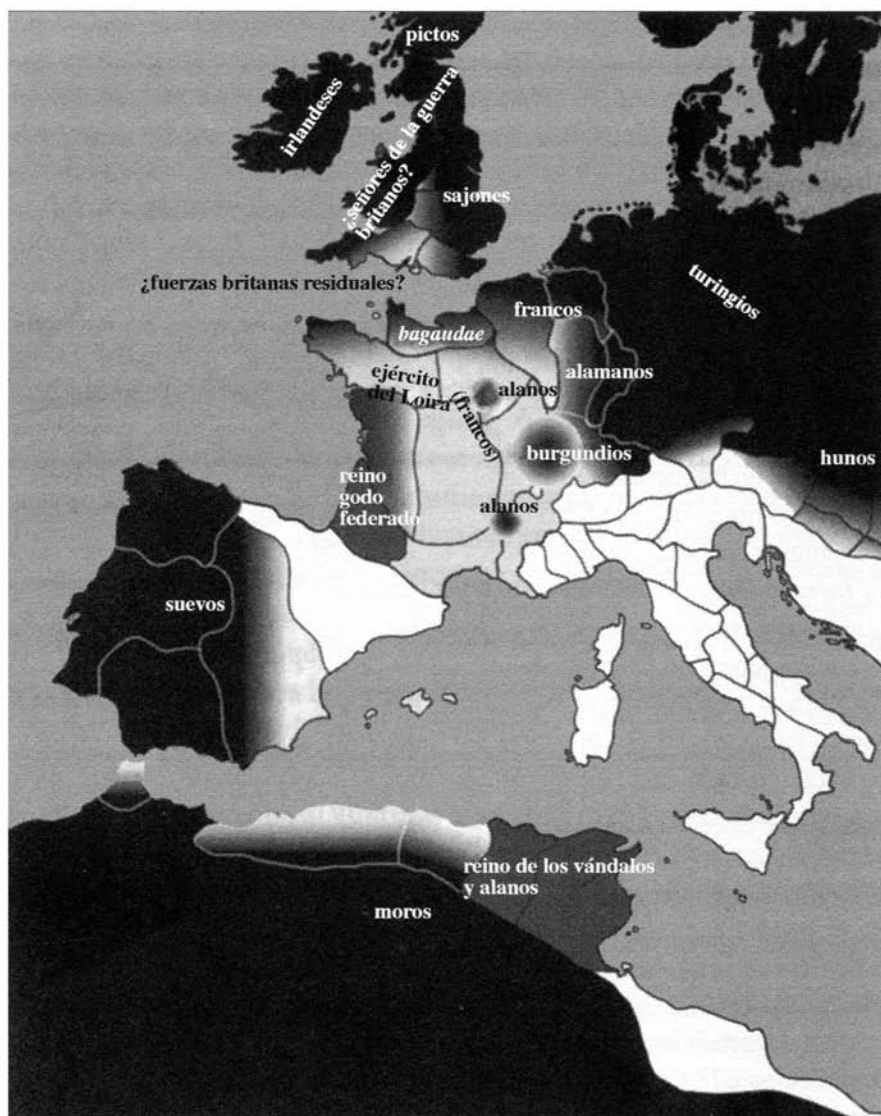 pictos
irlandeses
¿señores de la guerra
britanos?
sajones
¿fuerzas britanas residuales?
turingios
francos
bagaudae
ejército
del Loira
(francos)
alanos
alamanos
burgundios
hunos
reino
godo
federado
alanos
suevos
reino de los vándalos
y alanos
moros